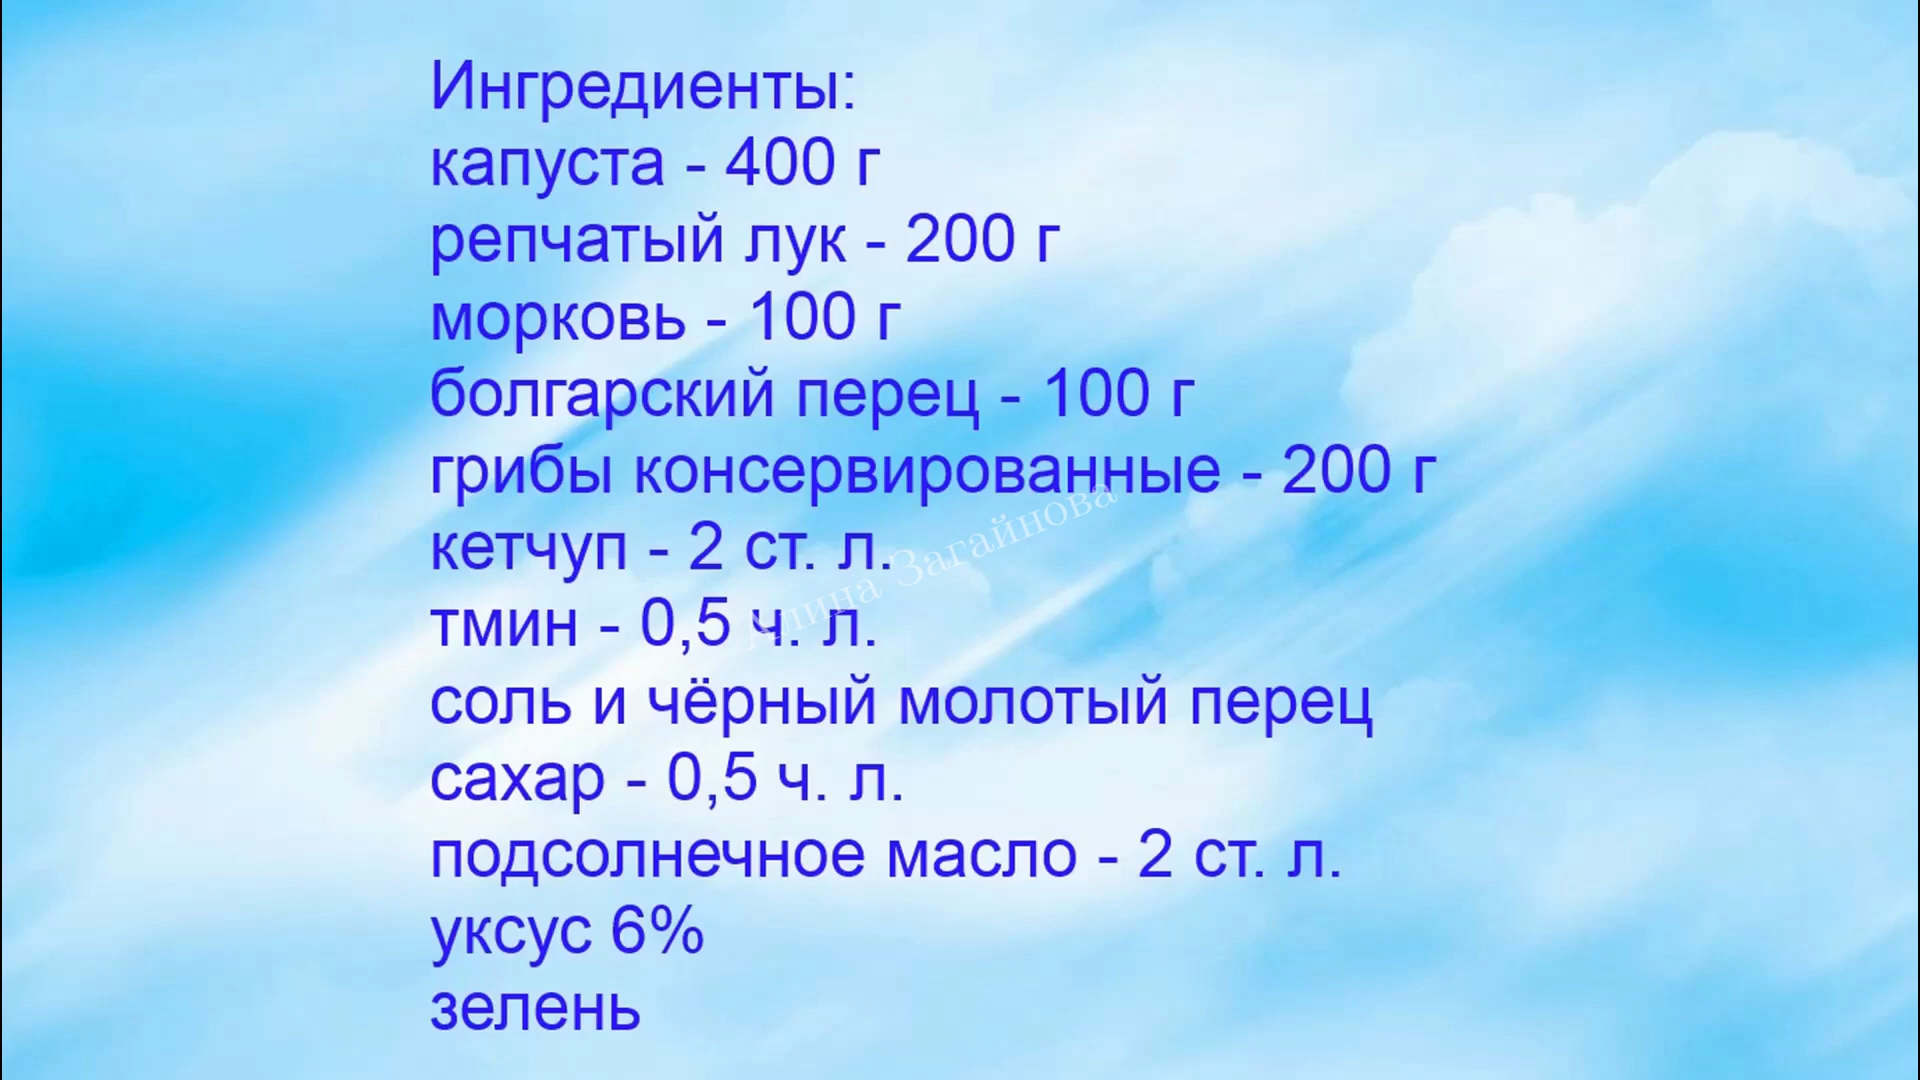 Ингредиенты:
капуста - 400 г
репчатый лук - 200 г
морковь - 100 г
болгарский перец - 100 г
грибы консервированные - 200 г
кетчуп - 2 ст. л.
Алина Загайнова
тмин - 0,5 ч. л.
соль и чёрный молотый перец
сахар - 0,5 ч. л.
подсолнечное масло - 2 ст. л.
уксус 6%
зелень